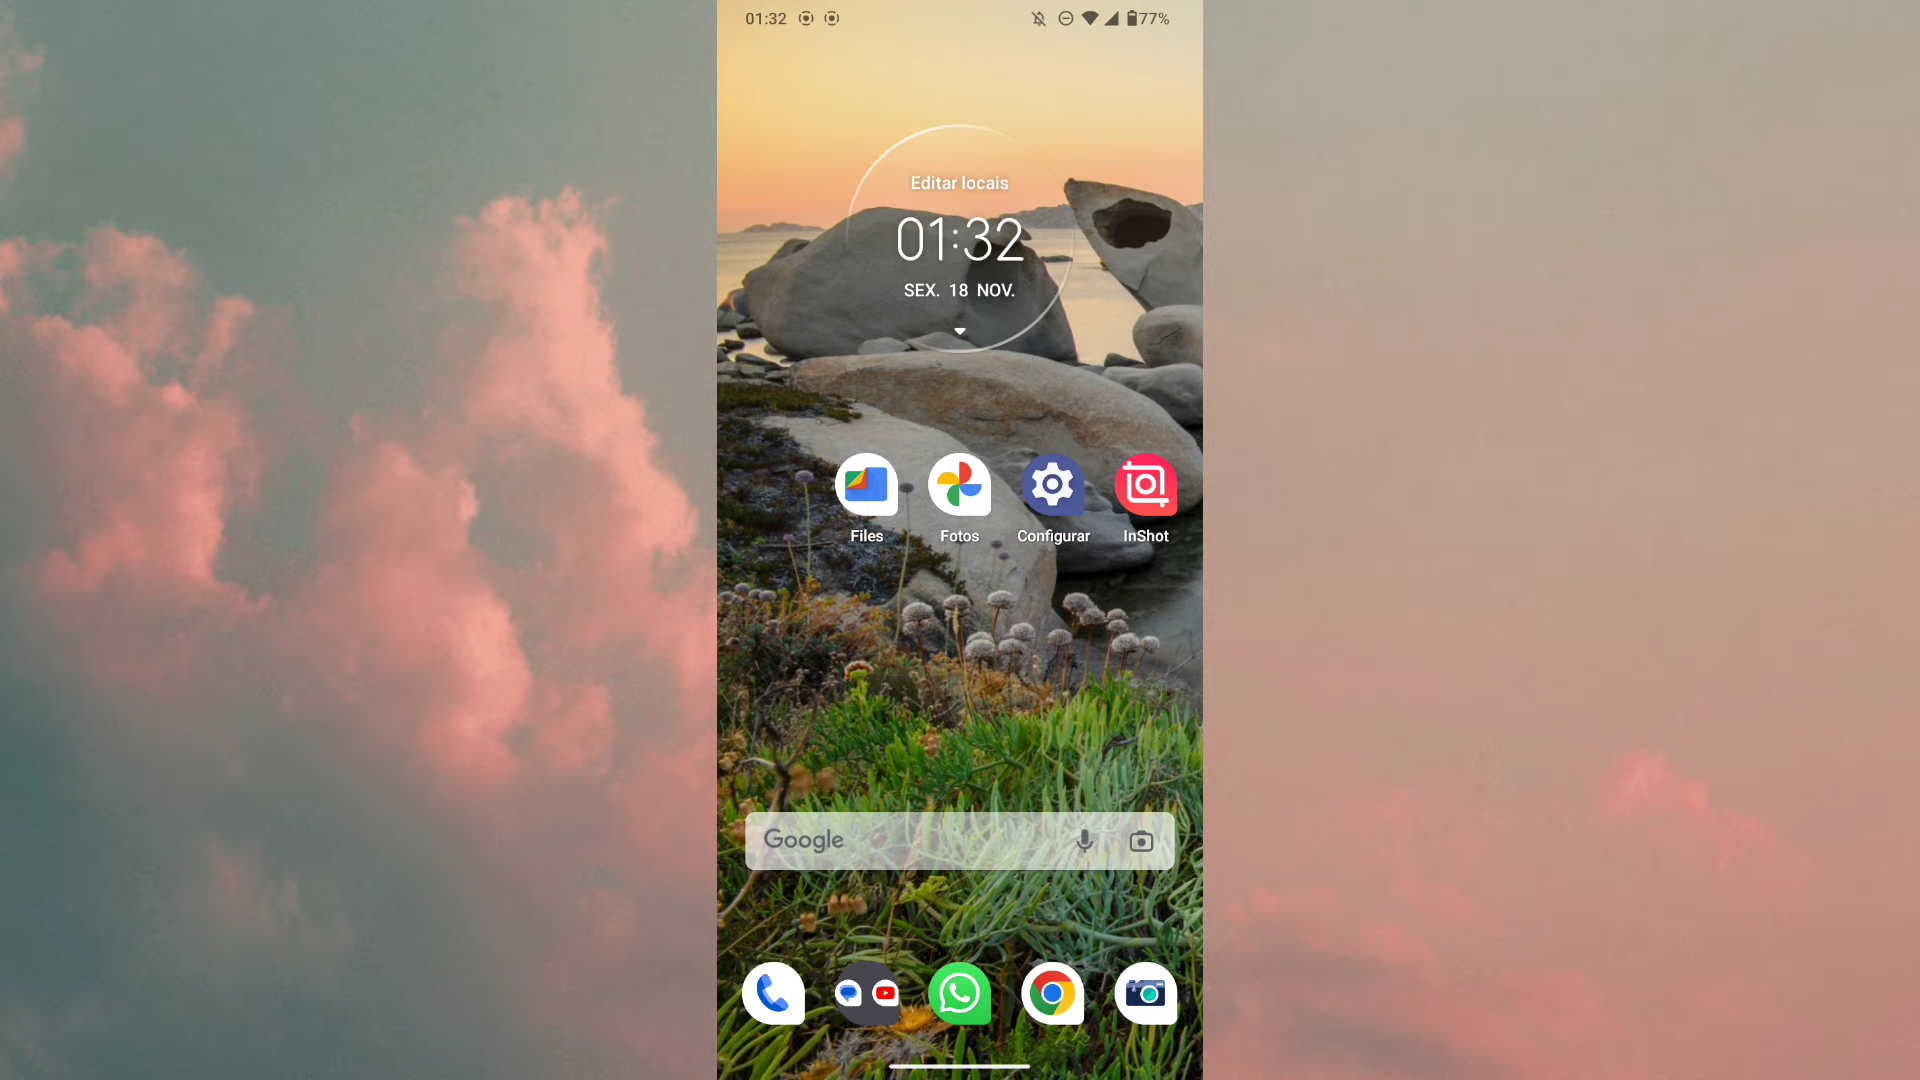 01:32 77%
Editar locais
01:32
SEX. 18 NOV.
Files Fotos Configurar InShot
Google